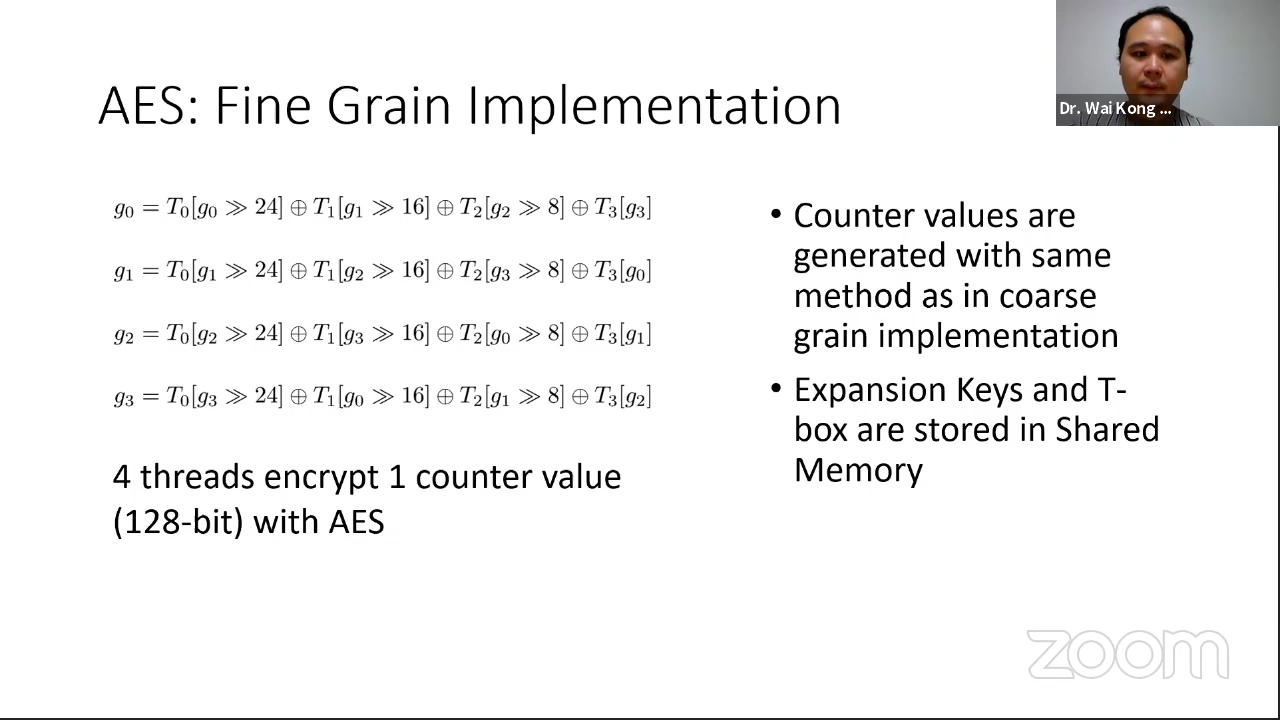 AES: Fine Grain Implementation
Dr. Wai Kong ...
g₀ = T₀[g₀ ≫ 24] ⊕ T₁[g₁ ≫ 16] ⊕ T₂[g₂ ≫ 8] ⊕ T₃[g₃]
g₁ = T₀[g₁ ≫ 24] ⊕ T₁[g₂ ≫ 16] ⊕ T₂[g₃ ≫ 8] ⊕ T₃[g₀]
g₂ = T₀[g₂ ≫ 24] ⊕ T₁[g₃ ≫ 16] ⊕ T₂[g₀ ≫ 8] ⊕ T₃[g₁]
g₃ = T₀[g₃ ≫ 24] ⊕ T₁[g₀ ≫ 16] ⊕ T₂[g₁ ≫ 8] ⊕ T₃[g₂]
4 threads encrypt 1 counter value
(128-bit) with AES
• Counter values are
generated with same
method as in coarse
grain implementation
• Expansion Keys and T-
box are stored in Shared
Memory
zoom